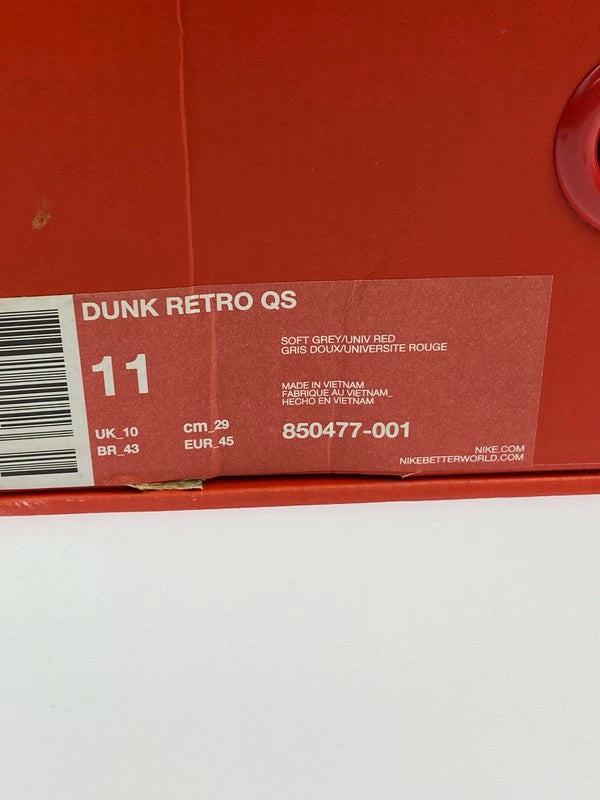 DUNK RETRO QS
11
UK_10
BR_43
cm_29
EUR_45
SOFT GREY/UNIV RED
GRIS DOUX/UNIVERSITE ROUGE
MADE IN VIETNAM
FABRIQUE AU VIETNAM_
HECHO EN VIETNAM
850477-001
NIKE.COM
NIKEBETTERWORLD.COM